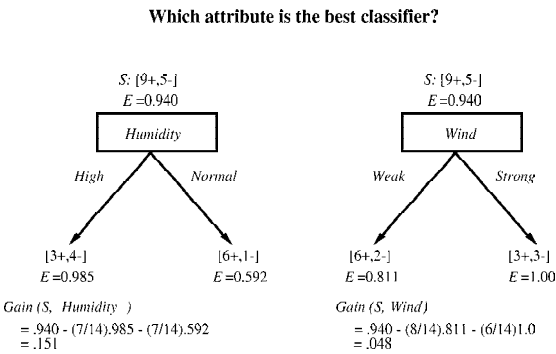 Which attribute is the best classifier?
S: [9+,5-]
E =0.940
Humidity
High
Normal
[3+,4-]
E =0.985
[6+,1-]
E =0.592
Gain (S, Humidity )
= .940 - (7/14).985 - (7/14).592
= .151
S: [9+,5-]
E =0.940
Wind
Weak
Strong
[6+,2-]
E =0.811
[3+,3-]
E =1.00
Gain (S, Wind)
= .940 - (8/14).811 - (6/14)1.0
= .048